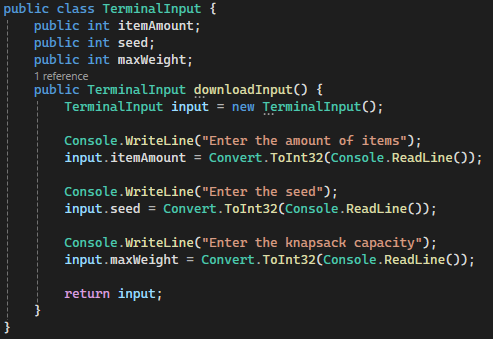 public class TerminalInput {
    public int itemAmount;
    public int seed;
    public int maxWeight;
    1 reference
    public TerminalInput downloadInput() {
        TerminalInput input = new TerminalInput();

        Console.WriteLine("Enter the amount of items");
        input.itemAmount = Convert.ToInt32(Console.ReadLine());

        Console.WriteLine("Enter the seed");
        input.seed = Convert.ToInt32(Console.ReadLine());

        Console.WriteLine("Enter the knapsack capacity");
        input.maxWeight = Convert.ToInt32(Console.ReadLine());

        return input;
    }
}